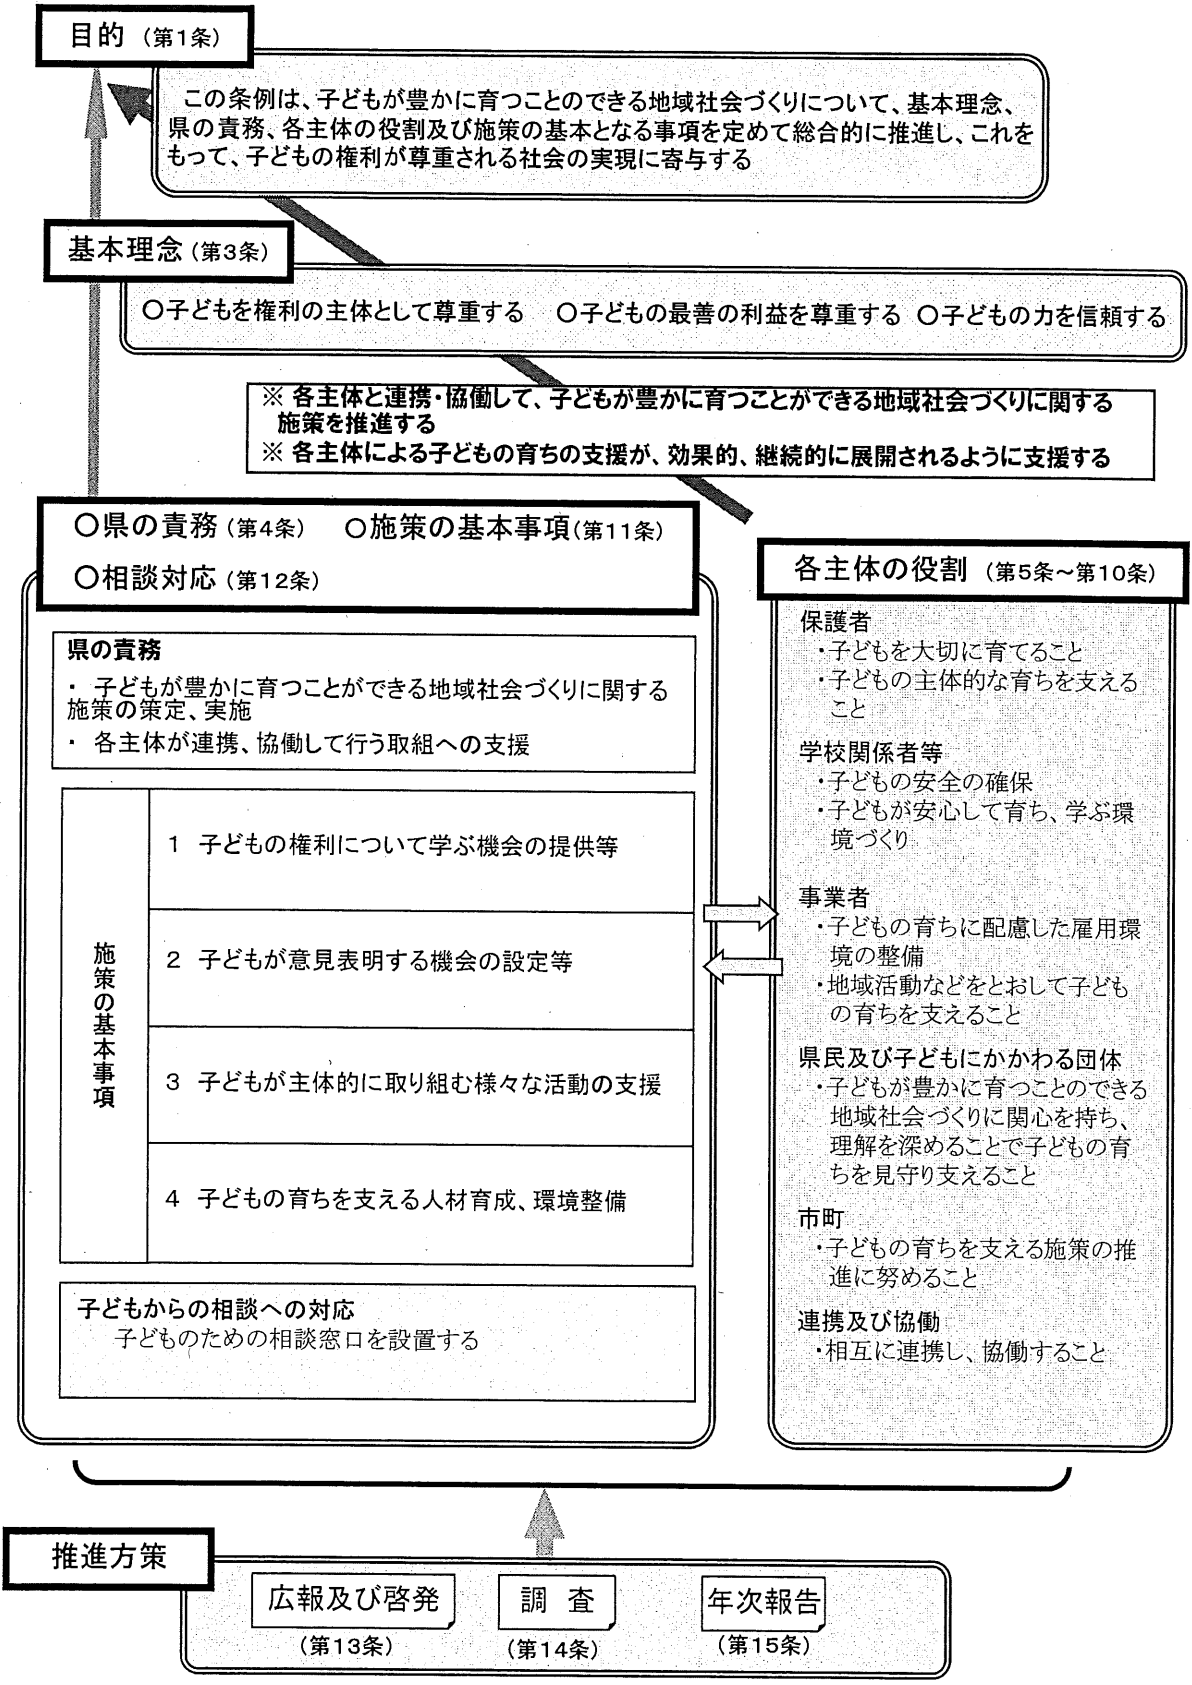 目的（第1条）
この条例は、子どもが豊かに育つことのできる地域社会づくりについて、基本理念、
県の責務、各主体の役割及び施策の基本となる事項を定めて総合的に推進し、これを
もって、子どもの権利が尊重される社会の実現に寄与する
基本理念（第3条）
○子どもを権利の主体として尊重する　○子どもの最善の利益を尊重する　○子どもの力を信頼する
※ 各主体と連携・協働して、子どもが豊かに育つことができる地域社会づくりに関する
施策を推進する
※ 各主体による子どもの育ちの支援が、効果的、継続的に展開されるように支援する
○県の責務（第4条）　○施策の基本事項（第11条）
○相談対応（第12条）
県の責務
・ 子どもが豊かに育つことができる地域社会づくりに関する
施策の策定、実施
・ 各主体が連携、協働して行う取組への支援
施策の基本事項
1 子どもの権利について学ぶ機会の提供等
2 子どもが意見表明する機会の設定等
3 子どもが主体的に取り組む様々な活動の支援
4 子どもの育ちを支える人材育成、環境整備
子どもからの相談への対応
子どものための相談窓口を設置する
各主体の役割（第5条～第10条）
保護者
・子どもを大切に育てること
・子どもの主体的な育ちを支える
こと
学校関係者等
・子どもの安全の確保
・子どもが安心して育ち、学ぶ環
境づくり
事業者
・子どもの育ちに配慮した雇用環
境の整備
・地域活動などをとおして子ども
の育ちを支えること
県民及び子どもにかかわる団体
・子どもが豊かに育つことのできる
地域社会づくりに関心を持ち、
理解を深めることで子どもの育
ちを見守り支えること
市町
・子どもの育ちを支える施策の推
進に努めること
連携及び協働
・相互に連携し、協働すること
推進方策
広報及び啓発
（第13条）
調　査
（第14条）
年次報告
（第15条）